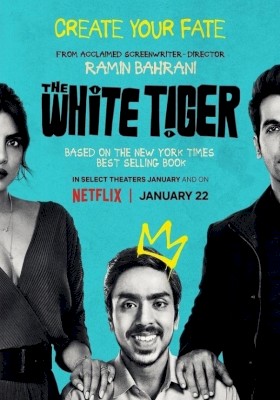 CREATE YOUR FATE
FROM ACCLAIMED SCREENWRITER - DIRECTOR
RAMIN BAHRANI
THE
WHITE TIGER
BASED ON THE NEW YORK TIMES
BEST SELLING BOOK
IN SELECT THEATERS JANUARY AND ON
NETFLIX | JANUARY 22